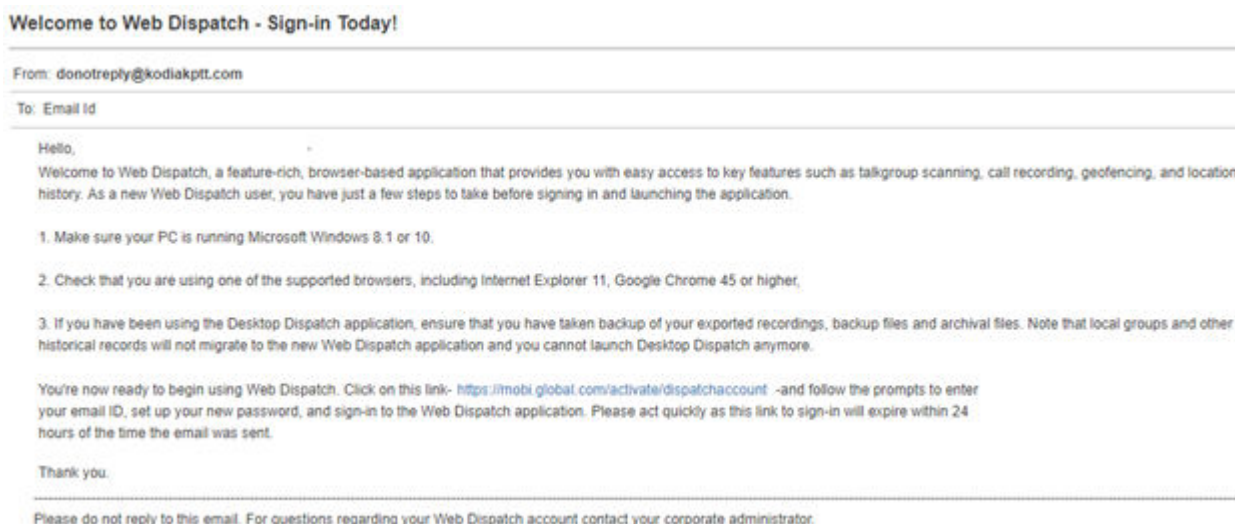 Welcome to Web Dispatch - Sign-in Today!
From: donotreply@kodiakptt.com
To: Email Id
Hello,
Welcome to Web Dispatch, a feature-rich, browser-based application that provides you with easy access to key features such as talkgroup scanning, call recording, geofencing, and location
history. As a new Web Dispatch user, you have just a few steps to take before signing in and launching the application.
1. Make sure your PC is running Microsoft Windows 8.1 or 10.
2. Check that you are using one of the supported browsers, including Internet Explorer 11, Google Chrome 45 or higher,
3. If you have been using the Desktop Dispatch application, ensure that you have taken backup of your exported recordings, backup files and archival files. Note that local groups and other
historical records will not migrate to the new Web Dispatch application and you cannot launch Desktop Dispatch anymore.
You're now ready to begin using Web Dispatch. Click on this link- https://mobi.global.com/activate/dispatchaccount -and follow the prompts to enter
your email ID, set up your new password, and sign-in to the Web Dispatch application. Please act quickly as this link to sign-in will expire within 24
hours of the time the email was sent.
Thank you.
Please do not reply to this email. For questions regarding your Web Dispatch account contact your corporate administrator.